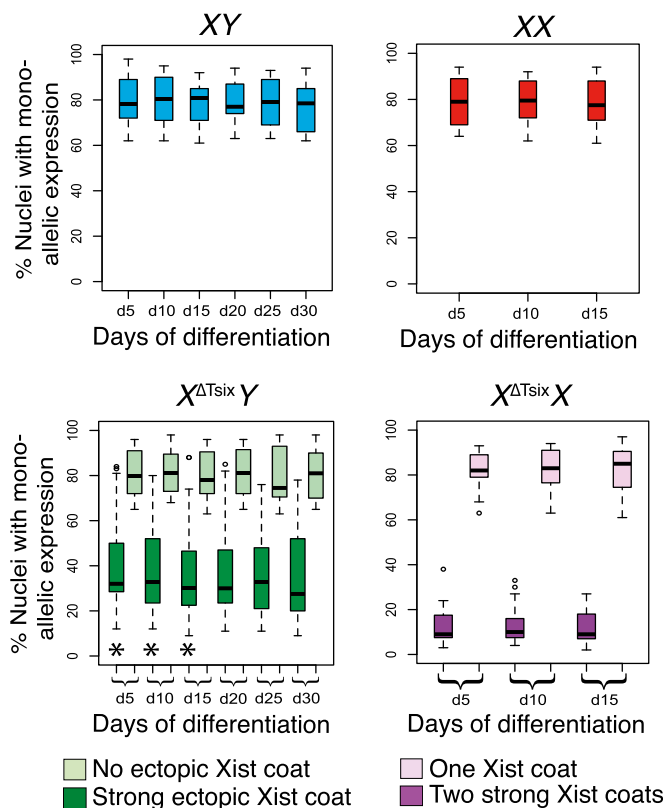 XY
XX
% Nuclei with mono-
allelic expression
0 20 40 60 80 100
0 20 40 60 80 100
d5 d10 d15 d20 d25 d30
d5 d10 d15
Days of differentiation
Days of differentiation
X^ΔTsix Y
X^ΔTsix X
% Nuclei with mono-
allelic expression
0 20 40 60 80 100
0 20 40 60 80 100
* * *
d5 d10 d15 d20 d25 d30
d5 d10 d15
Days of differentiation
Days of differentiation
No ectopic Xist coat
Strong ectopic Xist coat
One Xist coat
Two strong Xist coats